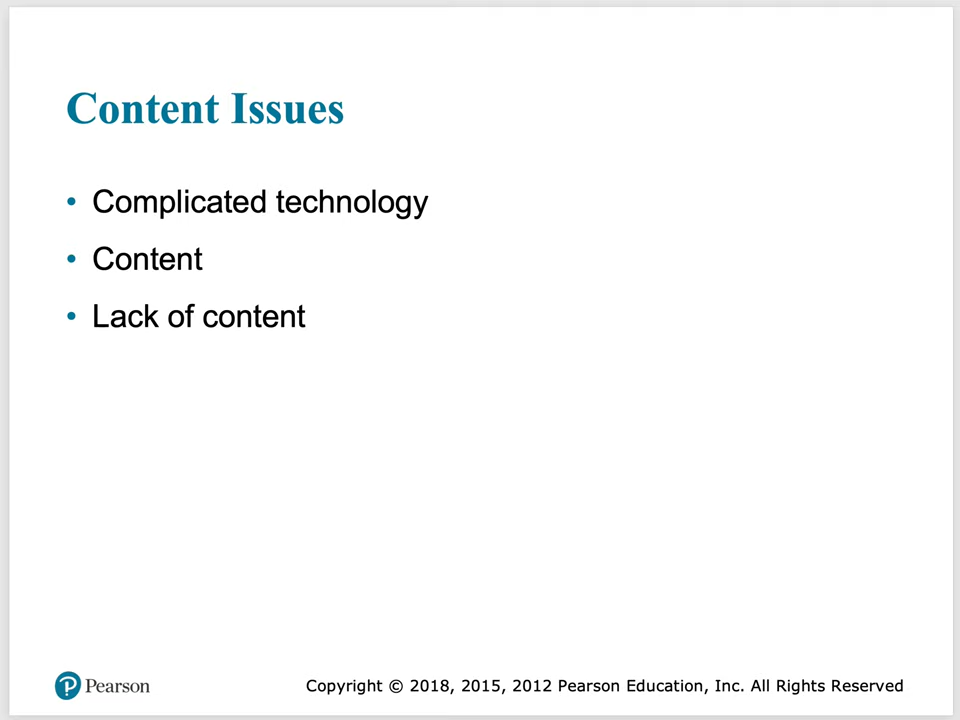 Content Issues
• Complicated technology
• Content
• Lack of content
Pearson
Copyright © 2018, 2015, 2012 Pearson Education, Inc. All Rights Reserved